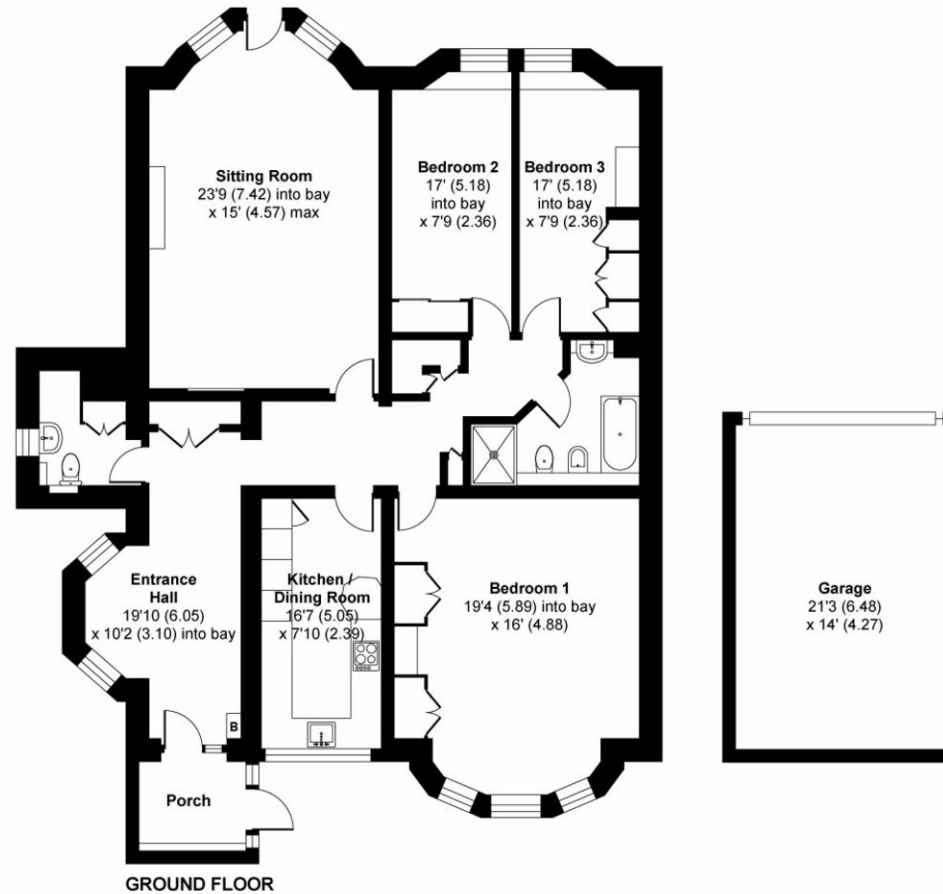 Sitting Room
23'9 (7.42) into bay
x 15' (4.57) max
Bedroom 2
17' (5.18)
into bay
x 7'9 (2.36)
Bedroom 3
17' (5.18)
into bay
x 7'9 (2.36)
Entrance
Hall
19'10 (6.05)
x 10'2 (3.10) into bay
Kitchen /
Dining Room
16'7 (5.05)
x 7'10 (2.39)
Bedroom 1
19'4 (5.89) into bay
x 16' (4.88)
Garage
21'3 (6.48)
x 14' (4.27)
B
Porch
GROUND FLOOR